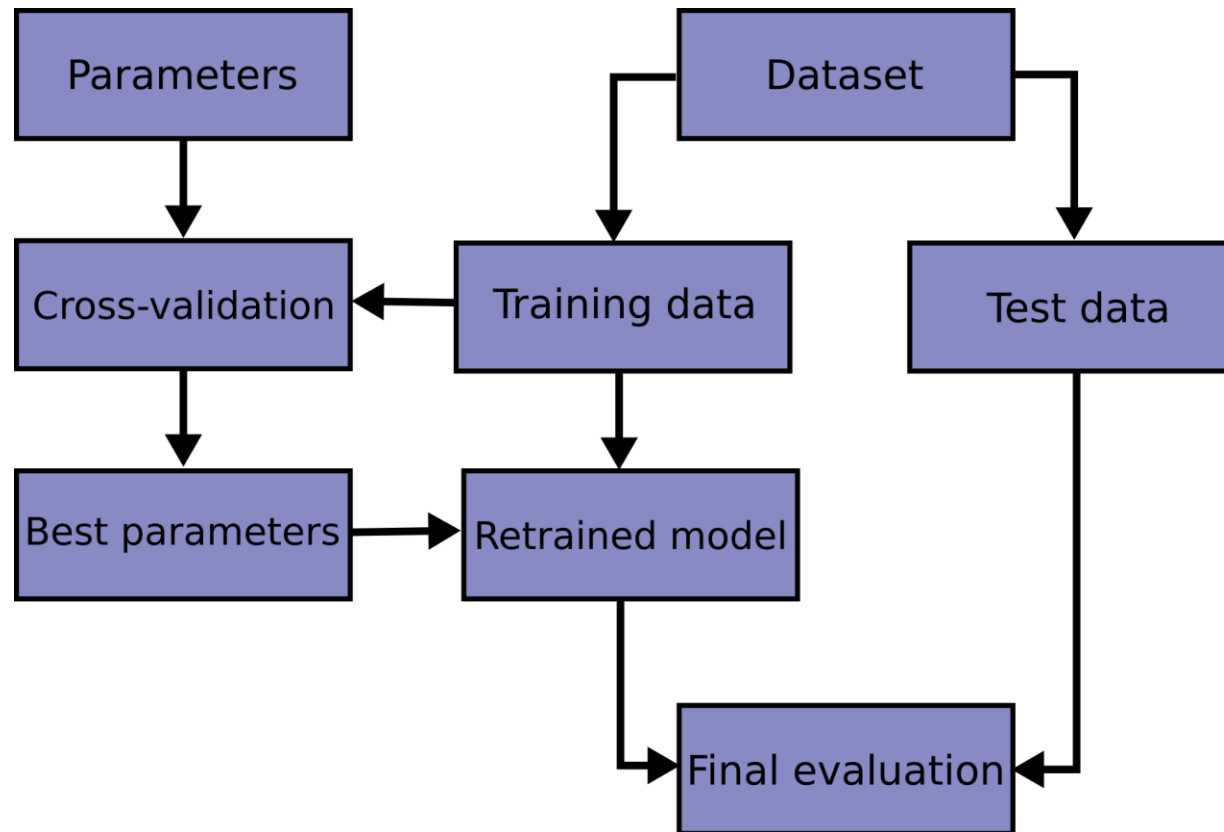 Parameters
Dataset
Cross-validation
Training data
Test data
Best parameters
Retrained model
Final evaluation